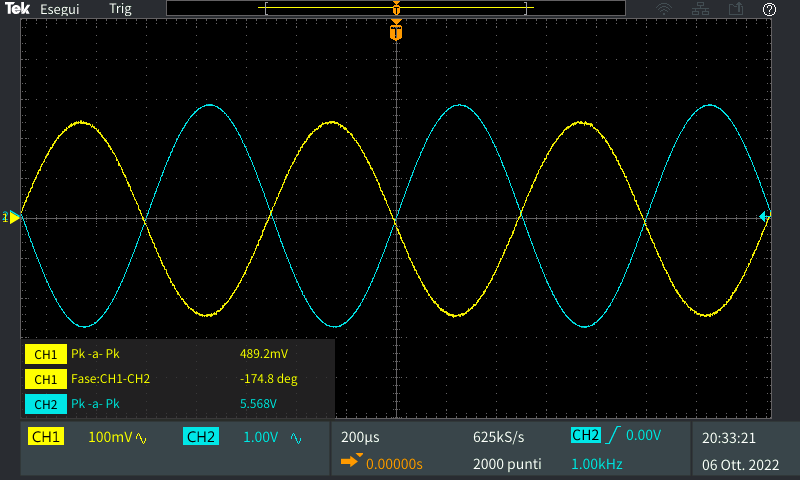 Tek Esegui Trig
T
T
CH1 Pk -a- Pk 489.2mV
CH1 Fase:CH1-CH2 -174.8 deg
CH2 Pk -a- Pk 5.568V
CH1 100mV CH2 1.00V 200µs 625kS/s CH2 0.00V 20:33:21
0.00000s 2000 punti 1.00kHz 06 Ott. 2022